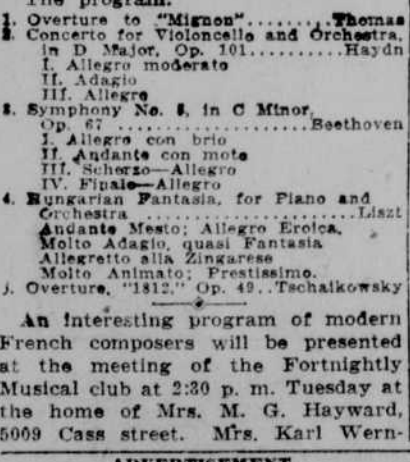 The program:
1. Overture to "Mignon".........Thomas
2. Concerto for Violoncello and Orchestra,
in D Major, Op. 101..........Haydn
I. Allegro moderato
II. Adagio
III. Allegro
3. Symphony No. 5, in C Minor,
Op. 67 ..................Beethoven
I. Allegro con brio
II. Andante con moto
III. Scherzo—Allegro
IV. Finale—Allegro
4. Hungarian Fantasia, for Piano and
Orchestra ......................Liszt
Andante Mesto; Allegro Eroica,
Molto Adagio, quasi Fantasia
Allegretto alla Zingarese
Molto Animato; Prestissimo.
5. Overture, "1812," Op. 49..Tschaikowsky
An interesting program of modern
French composers will be presented
at the meeting of the Fortnightly
Musical club at 2:30 p. m. Tuesday at
the home of Mrs. M. G. Hayward,
5009 Cass street. Mrs. Karl Wern-
ADVERTISEMENT